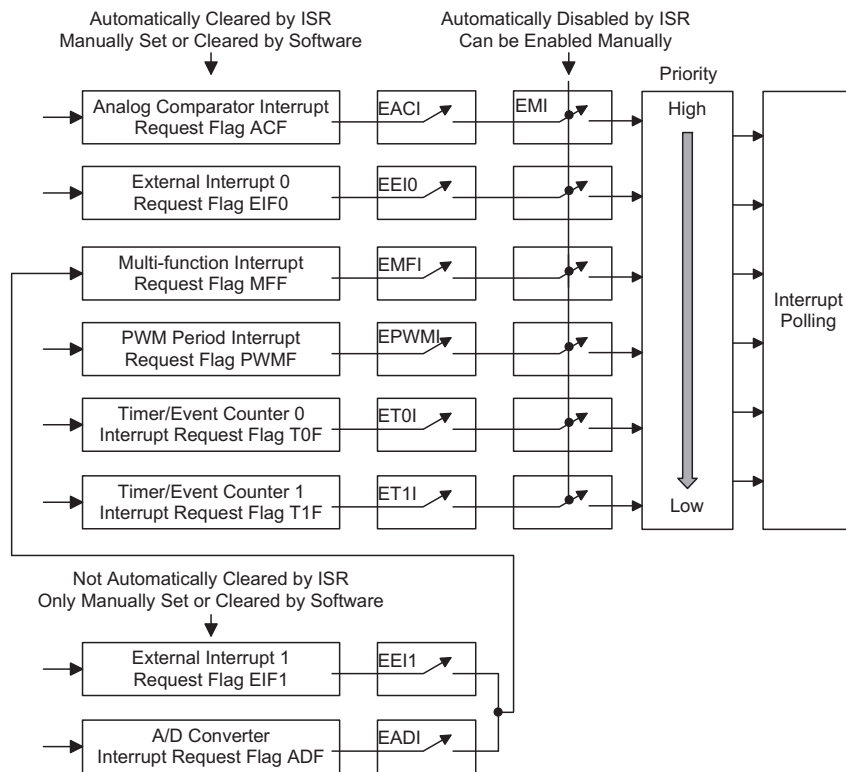 Automatically Cleared by ISR
Manually Set or Cleared by Software
Automatically Disabled by ISR
Can be Enabled Manually
Priority
Analog Comparator Interrupt
Request Flag ACF
EACI
EMI
High
External Interrupt 0
Request Flag EIF0
EEI0
Multi-function Interrupt
Request Flag MFF
EMFI
Interrupt
Polling
PWM Period Interrupt
Request Flag PWMF
EPWMI
Timer/Event Counter 0
Interrupt Request Flag T0F
ET0I
Timer/Event Counter 1
Interrupt Request Flag T1F
ET1I
Low
Not Automatically Cleared by ISR
Only Manually Set or Cleared by Software
External Interrupt 1
Request Flag EIF1
EEI1
A/D Converter
Interrupt Request Flag ADF
EADI